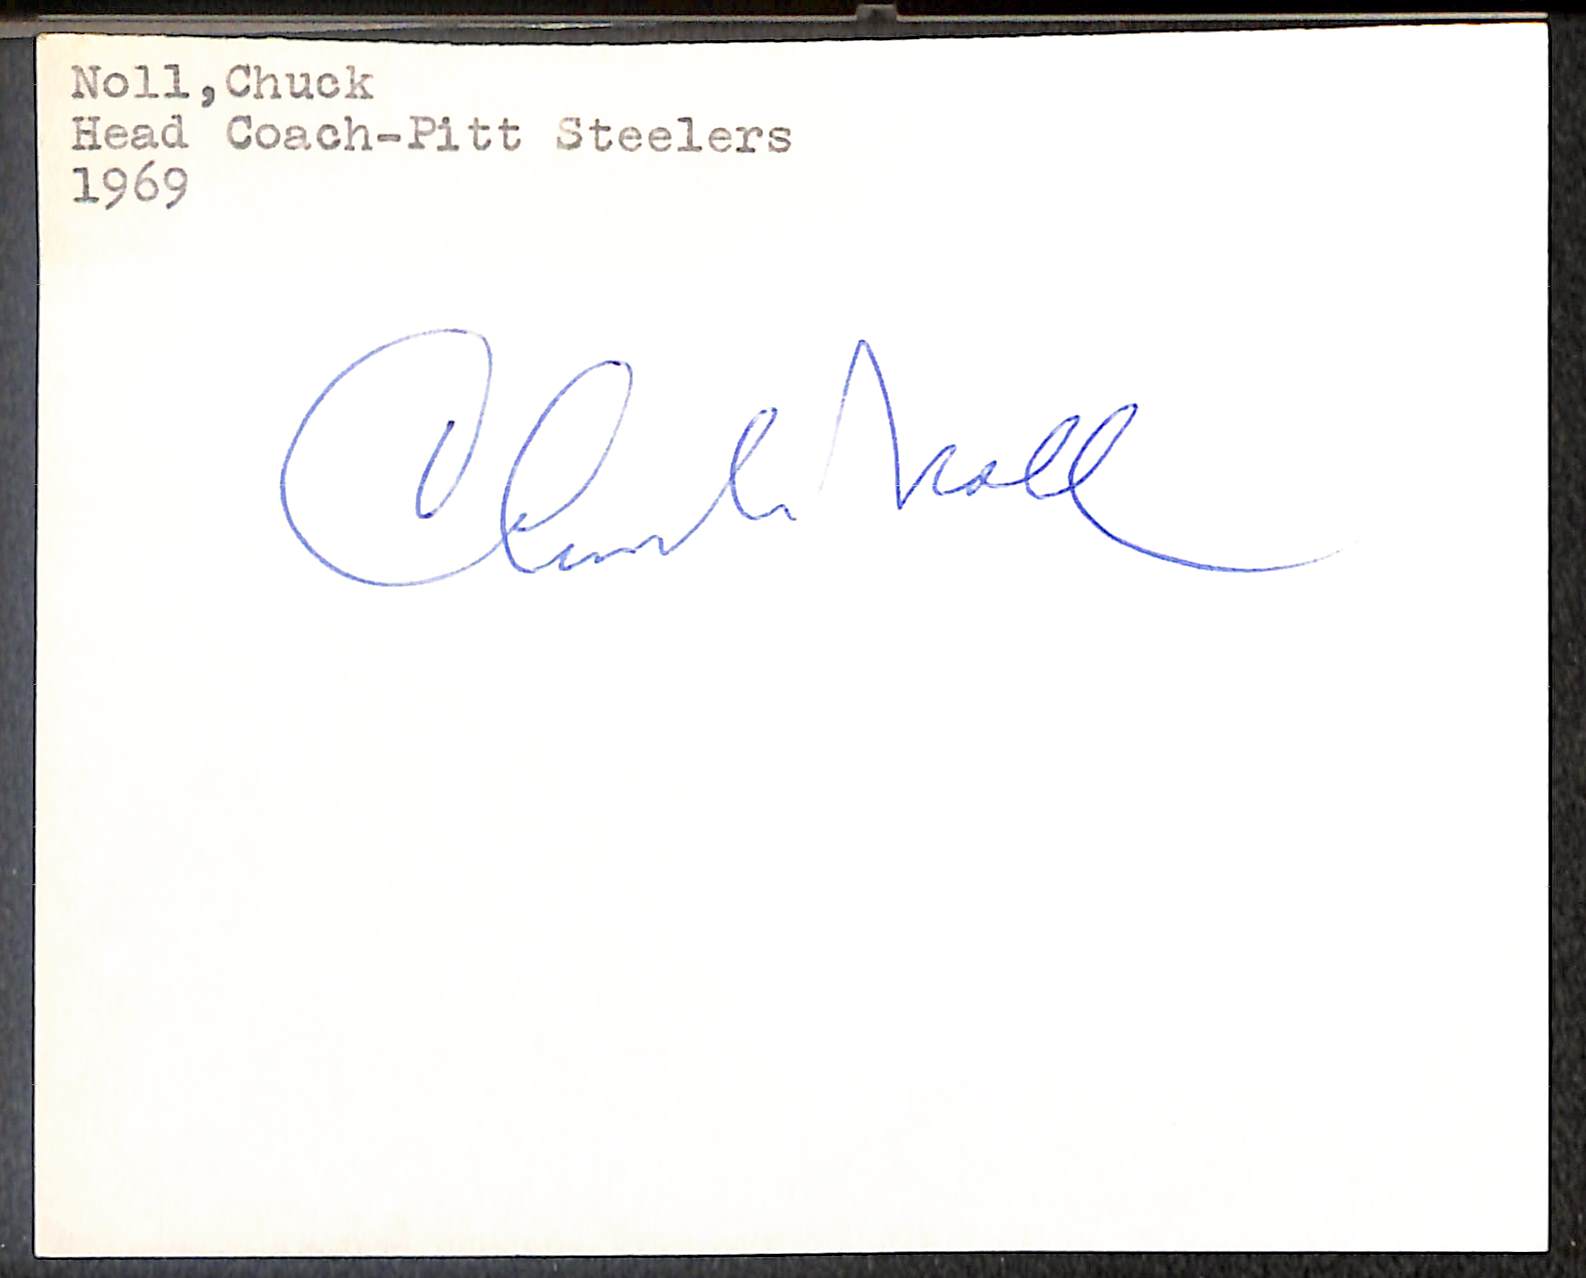 Noll,Chuck
Head Coach-Pitt Steelers
1969
Chuck Noll